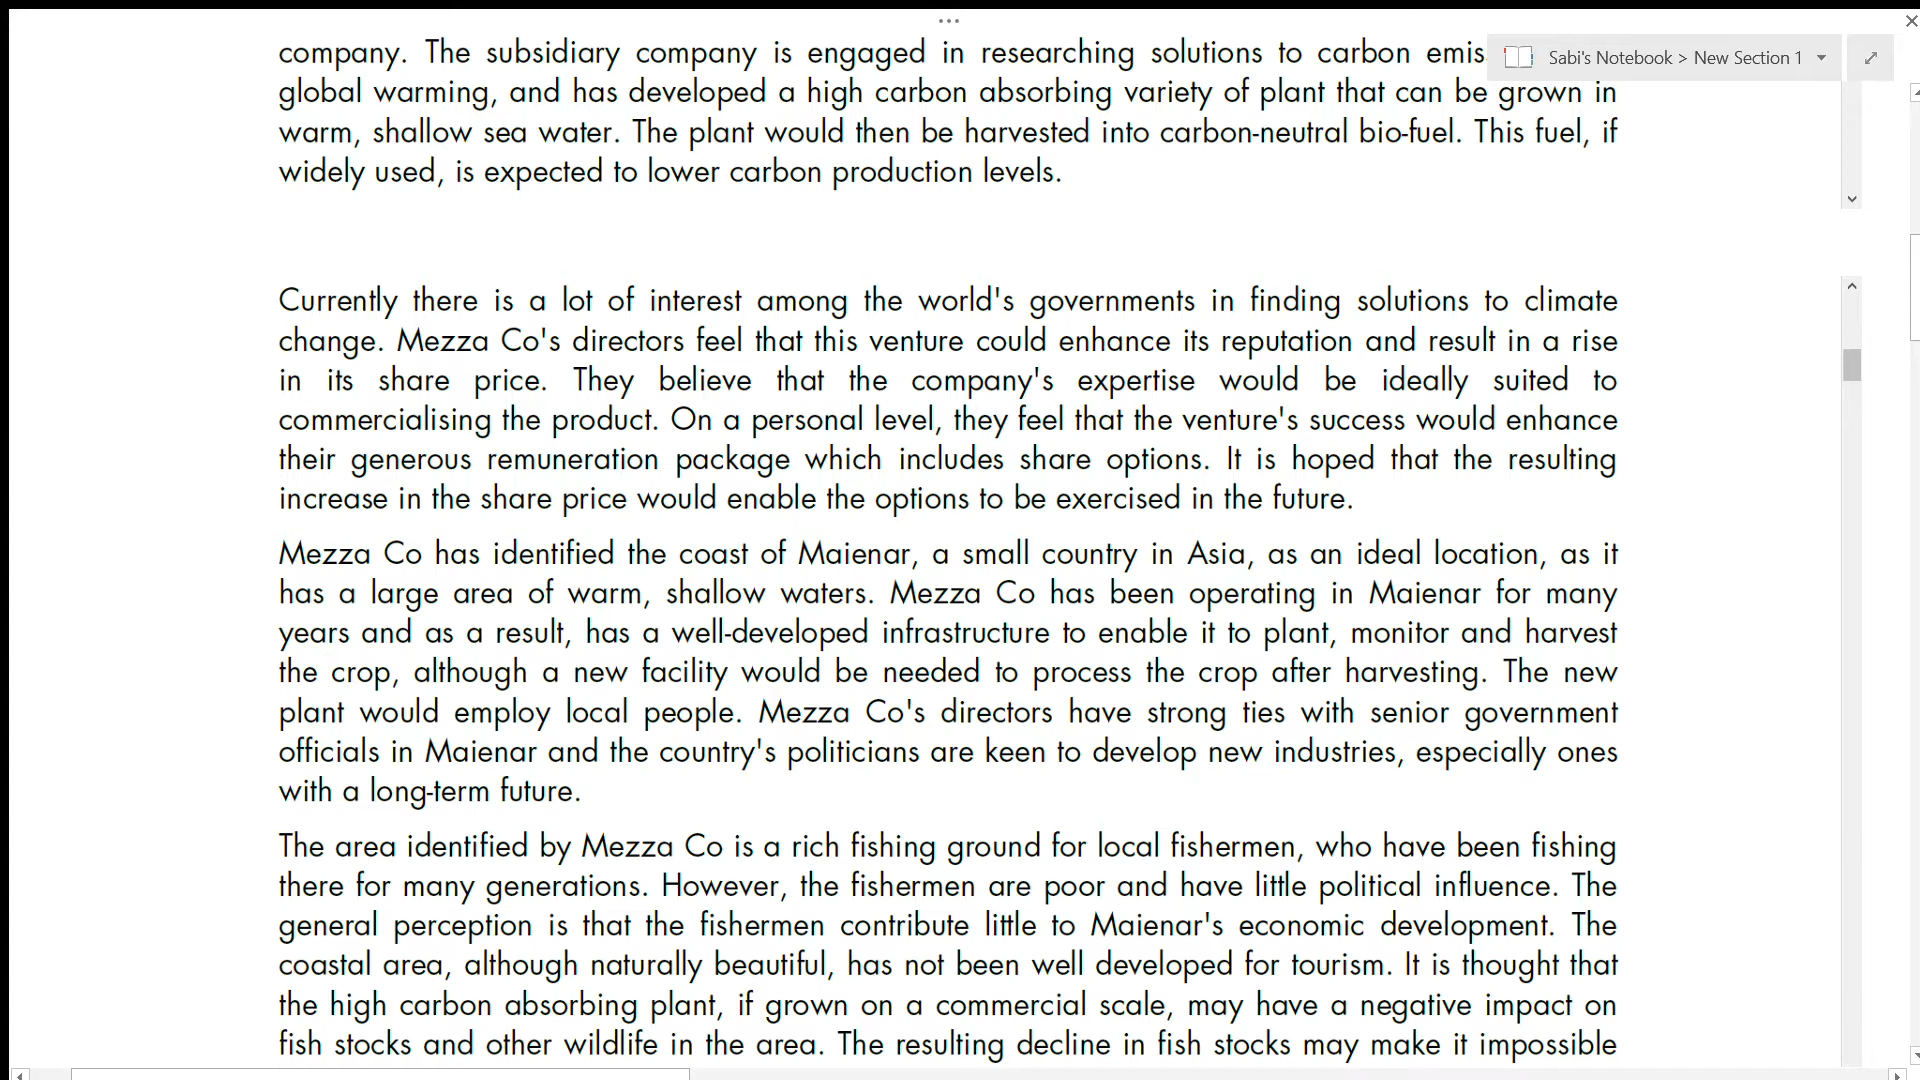 company. The subsidiary company is engaged in researching solutions to carbon emis
Sabi's Notebook > New Section 1
global warming, and has developed a high carbon absorbing variety of plant that can be grown in
warm, shallow sea water. The plant would then be harvested into carbon-neutral bio-fuel. This fuel, if
widely used, is expected to lower carbon production levels.
Currently there is a lot of interest among the world's governments in finding solutions to climate
change. Mezza Co's directors feel that this venture could enhance its reputation and result in a rise
in its share price. They believe that the company's expertise would be ideally suited to
commercialising the product. On a personal level, they feel that the venture's success would enhance
their generous remuneration package which includes share options. It is hoped that the resulting
increase in the share price would enable the options to be exercised in the future.
Mezza Co has identified the coast of Maienar, a small country in Asia, as an ideal location, as it
has a large area of warm, shallow waters. Mezza Co has been operating in Maienar for many
years and as a result, has a well-developed infrastructure to enable it to plant, monitor and harvest
the crop, although a new facility would be needed to process the crop after harvesting. The new
plant would employ local people. Mezza Co's directors have strong ties with senior government
officials in Maienar and the country's politicians are keen to develop new industries, especially ones
with a long-term future.
The area identified by Mezza Co is a rich fishing ground for local fishermen, who have been fishing
there for many generations. However, the fishermen are poor and have little political influence. The
general perception is that the fishermen contribute little to Maienar's economic development. The
coastal area, although naturally beautiful, has not been well developed for tourism. It is thought that
the high carbon absorbing plant, if grown on a commercial scale, may have a negative impact on
fish stocks and other wildlife in the area. The resulting decline in fish stocks may make it impossible